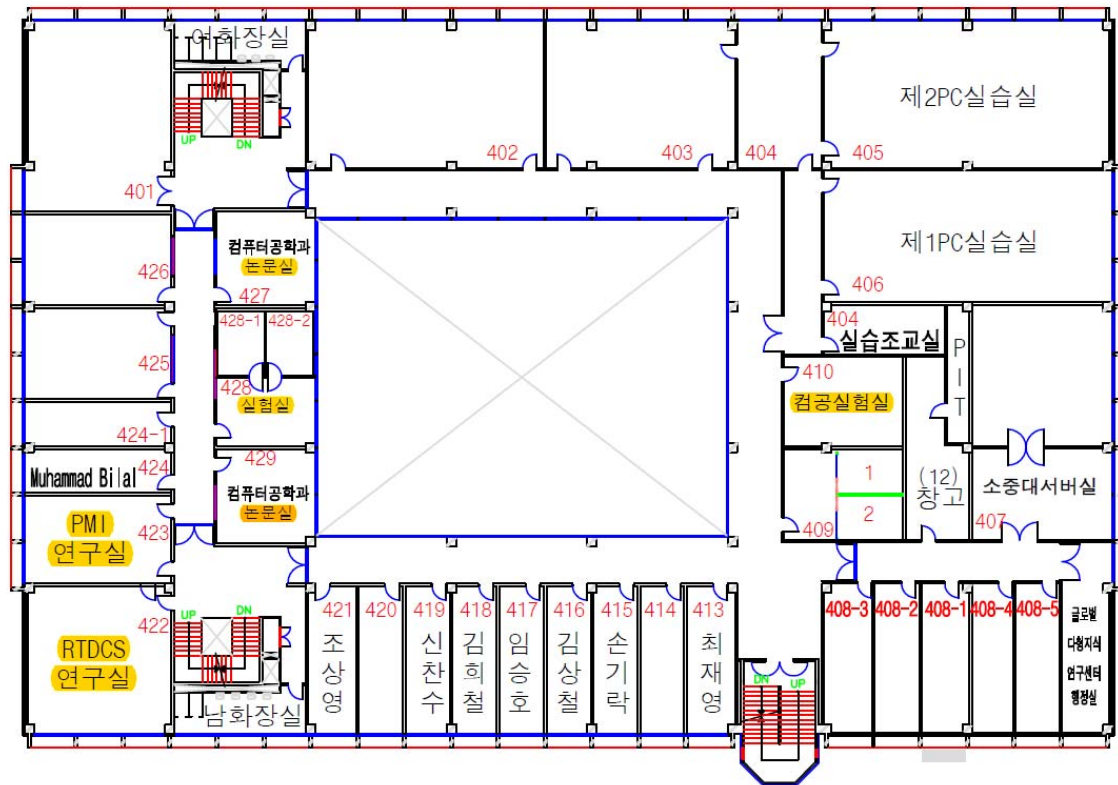 여화장실
UP
DN
401
402
403
404
제2PC실습실
405
제1PC실습실
406
426
컴퓨터공학과
논문실
427
428-1
428-2
425
428
실험실
404
실습조교실
PIT
410
컴공실험실
424-1
Muhammad Bilal
424
429
컴퓨터공학과
논문실
PMI
연구실
423
1
2
409
(12)
창고
소중대서버실
407
422
RTDCS
연구실
UP
DN
남화장실
421
조상영
420
419
신찬수
418
김희철
417
임승호
416
김상철
415
손기락
414
413
최재영
DN
UP
408-3
408-2
408-1
408-4
408-5
글로벌
다형지식
연구센터
행정실